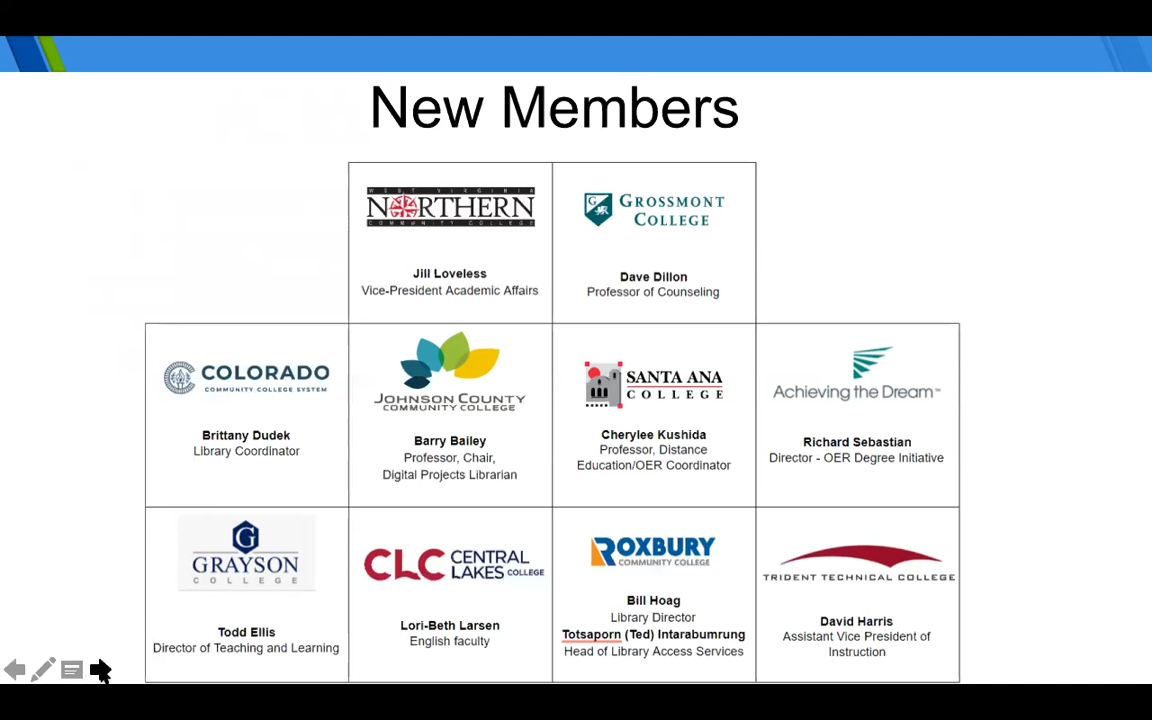 New Members
WEST VIRGINIA
NORTHERN
COMMUNITY COLLEGE
Jill Loveless
Vice-President Academic Affairs
G
GROSSMONT
COLLEGE
Dave Dillon
Professor of Counseling
COLORADO
COMMUNITY COLLEGE SYSTEM
Brittany Dudek
Library Coordinator
JOHNSON COUNTY
COMMUNITY COLLEGE
Barry Bailey
Professor, Chair,
Digital Projects Librarian
SANTA ANA
COLLEGE
Cherylee Kushida
Professor, Distance
Education/OER Coordinator
Achieving the Dream™
Richard Sebastian
Director - OER Degree Initiative
G
GRAYSON
COLLEGE
Todd Ellis
Director of Teaching and Learning
CLC CENTRAL
LAKES COLLEGE
Lori-Beth Larsen
English faculty
ROXBURY
COMMUNITY COLLEGE
Bill Hoag
Library Director
Totsaporn (Ted) Intarabumrung
Head of Library Access Services
TRIDENT TECHNICAL COLLEGE
David Harris
Assistant Vice President of
Instruction